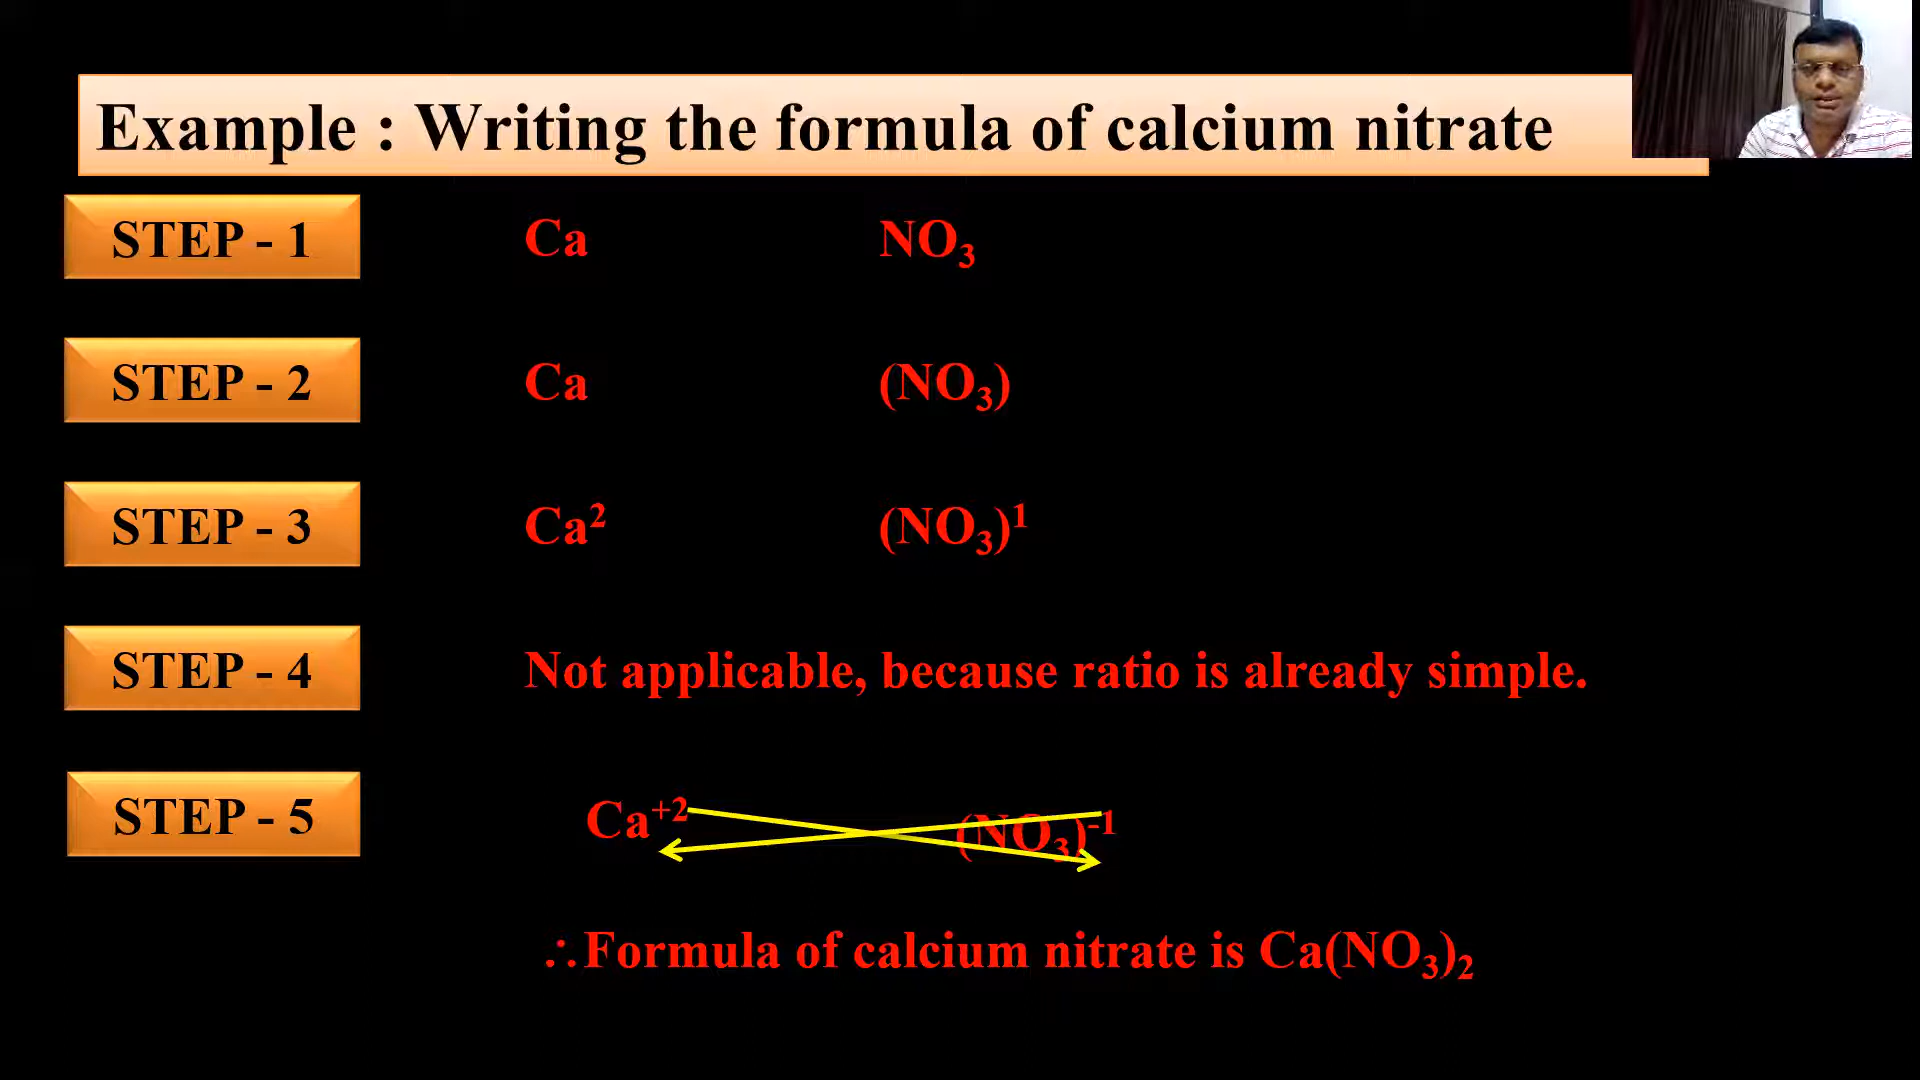 Example : Writing the formula of calcium nitrate
STEP - 1 Ca NO₃
STEP - 2 Ca (NO₃)
STEP - 3 Ca² (NO₃)¹
STEP - 4 Not applicable, because ratio is already simple.
STEP - 5 Ca⁺² (NO₃)⁻¹
∴Formula of calcium nitrate is Ca(NO₃)₂